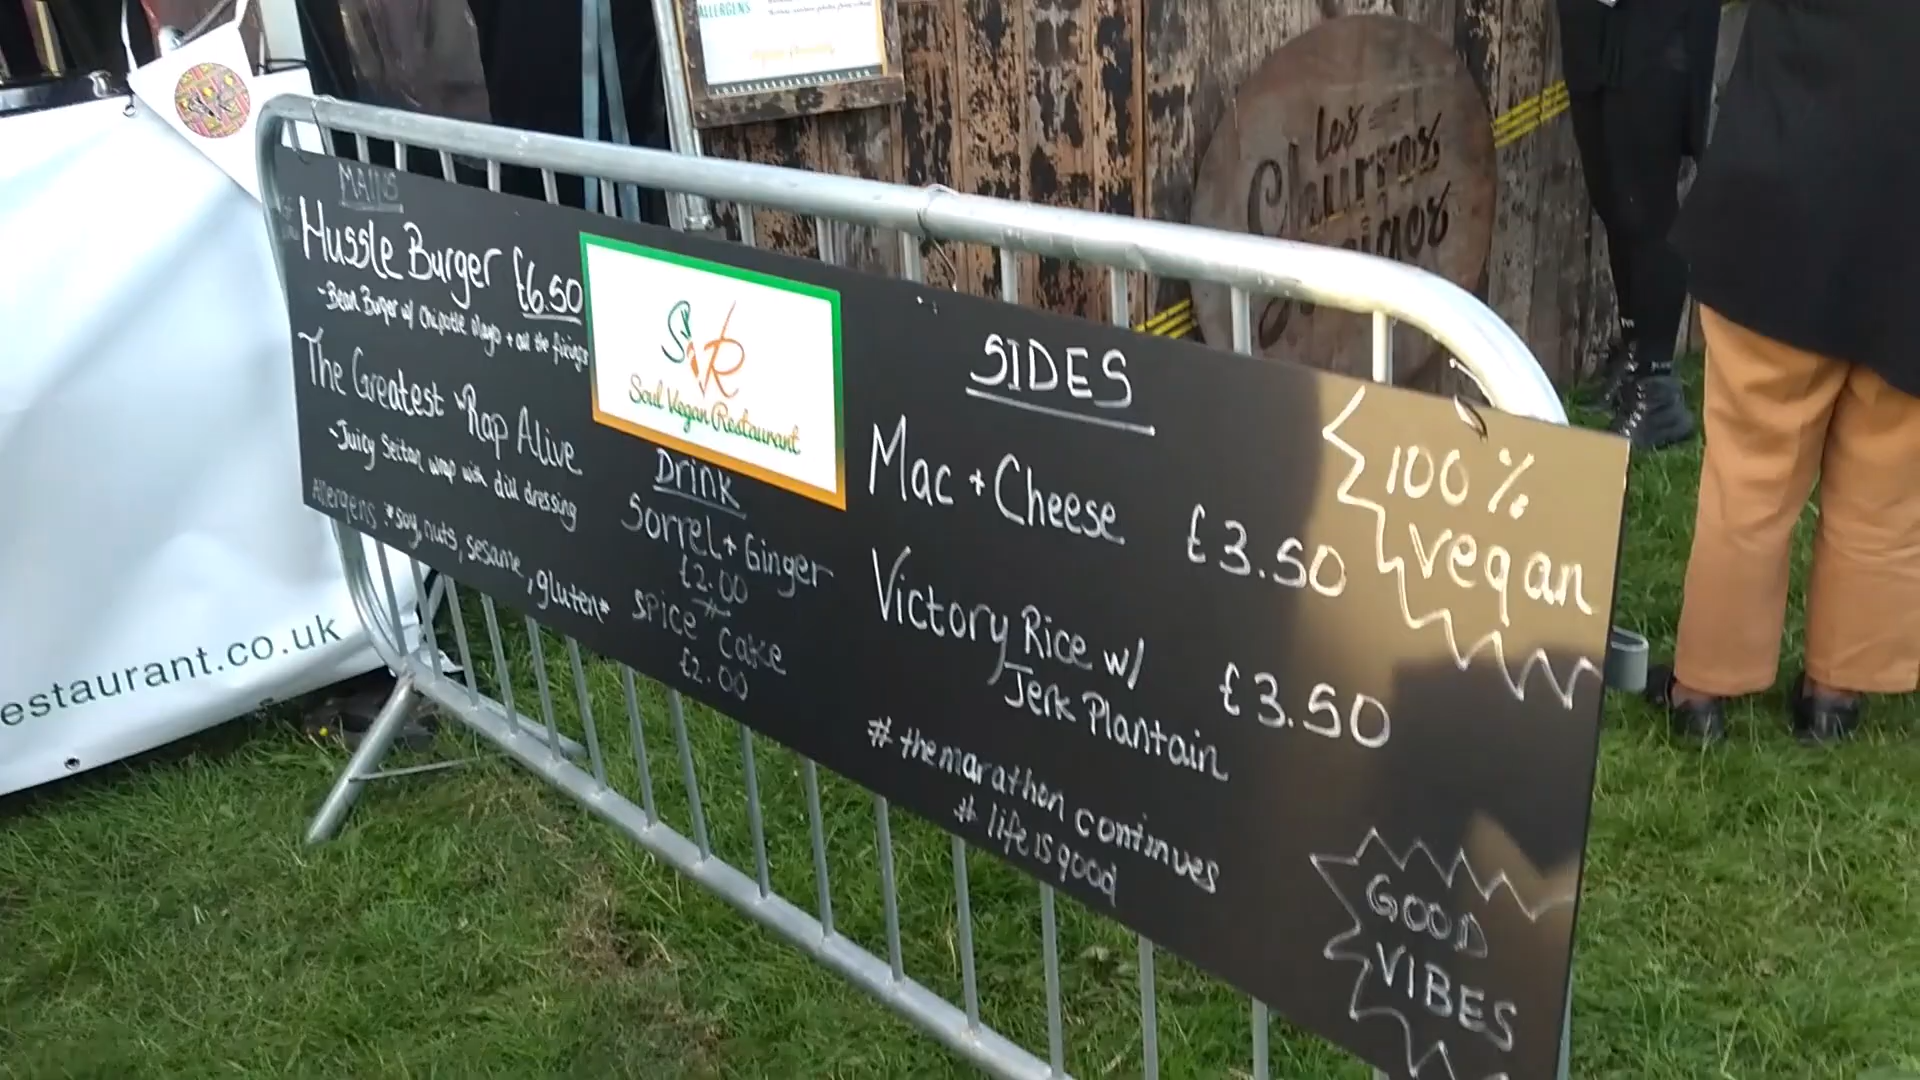 ALLERGENS
Los
Churros
Amigos
MAINS
Hussle Burger £6.50
- Bean Burger w/ Chipotle Mayo + all the fixings
The Greatest 'Rap Alive
- Juicy Seitan wrap with dill dressing
Allergens: *soy, nuts, sesame, gluten*
SVR
Soul Vegan Restaurant
Drink
Sorrel + Ginger
£2.00
Spice Cake
£2.00
SIDES
Mac + Cheese £3.50
Victory Rice w/
Jerk Plantain £3.50
# themarathon continues
# life is good
100%
vegan
GOOD
VIBES
estaurant.co.uk